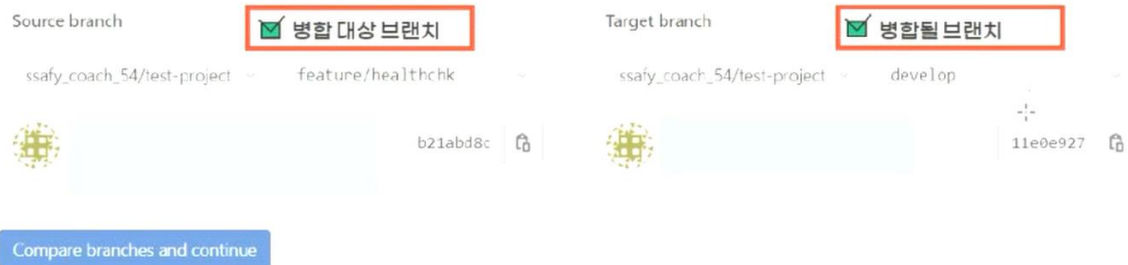 Source branch
병합 대상 브랜치
ssafy_coach_54/test-project
feature/healthchk
b21abd8c
Target branch
병합될 브랜치
ssafy_coach_54/test-project
develop
11e0e927
Compare branches and continue